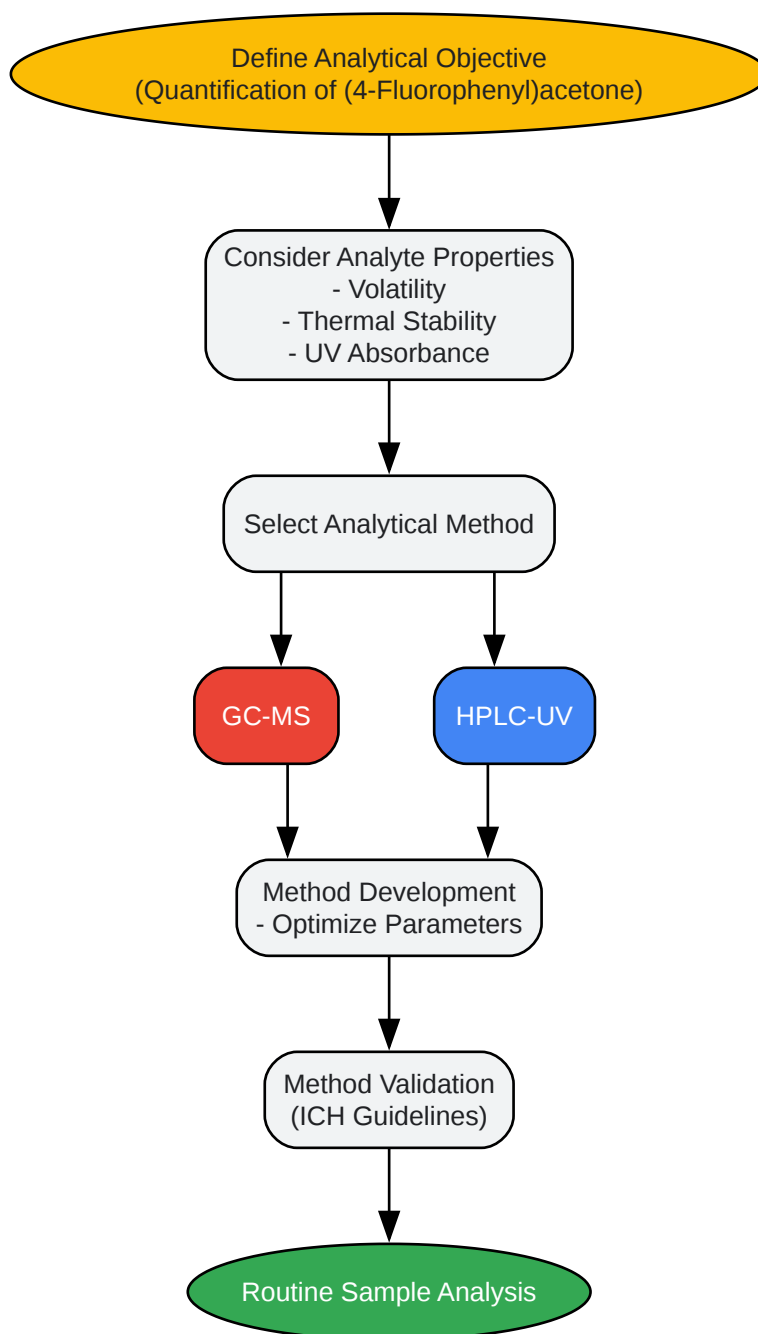 Define Analytical Objective
(Quantification of (4-Fluorophenyl)acetone)
Consider Analyte Properties
- Volatility
- Thermal Stability
- UV Absorbance
Select Analytical Method
GC-MS
HPLC-UV
Method Development
- Optimize Parameters
Method Validation
(ICH Guidelines)
Routine Sample Analysis